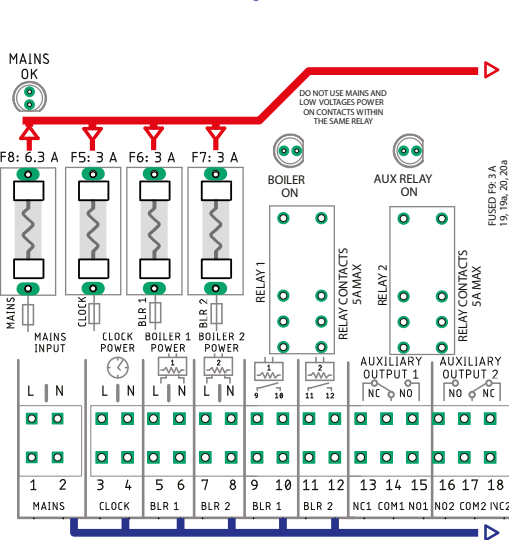 MAINS
OK
DO NOT USE MAINS AND
LOW VOLTAGES POWER
ON CONTACTS WITHIN
THE SAME RELAY
F8: 6.3 A
F5: 3 A
F6: 3 A
F7: 3 A
BOILER
ON
AUX RELAY
ON
FUSED F9: 3 A
19, 19a, 20, 20a
RELAY 1
RELAY CONTACTS
5A MAX
RELAY 2
RELAY CONTACTS
5A MAX
MAINS
CLOCK
BLR 1
BLR 2
MAINS
INPUT
CLOCK
POWER
BOILER 1
POWER
BOILER 2
POWER
AUXILIARY
OUTPUT 1
AUXILIARY
OUTPUT 2
1
2
1
2
L N
L N
L N
L N
9 10
11 12
NC NO
NO NC
1 2 3 4 5 6 7 8 9 10 11 12 13 14 15 16 17 18
MAINS
CLOCK
BLR 1
BLR 2
BLR 1
BLR 2
NC1 COM1 NO1
NO2 COM2 NC2